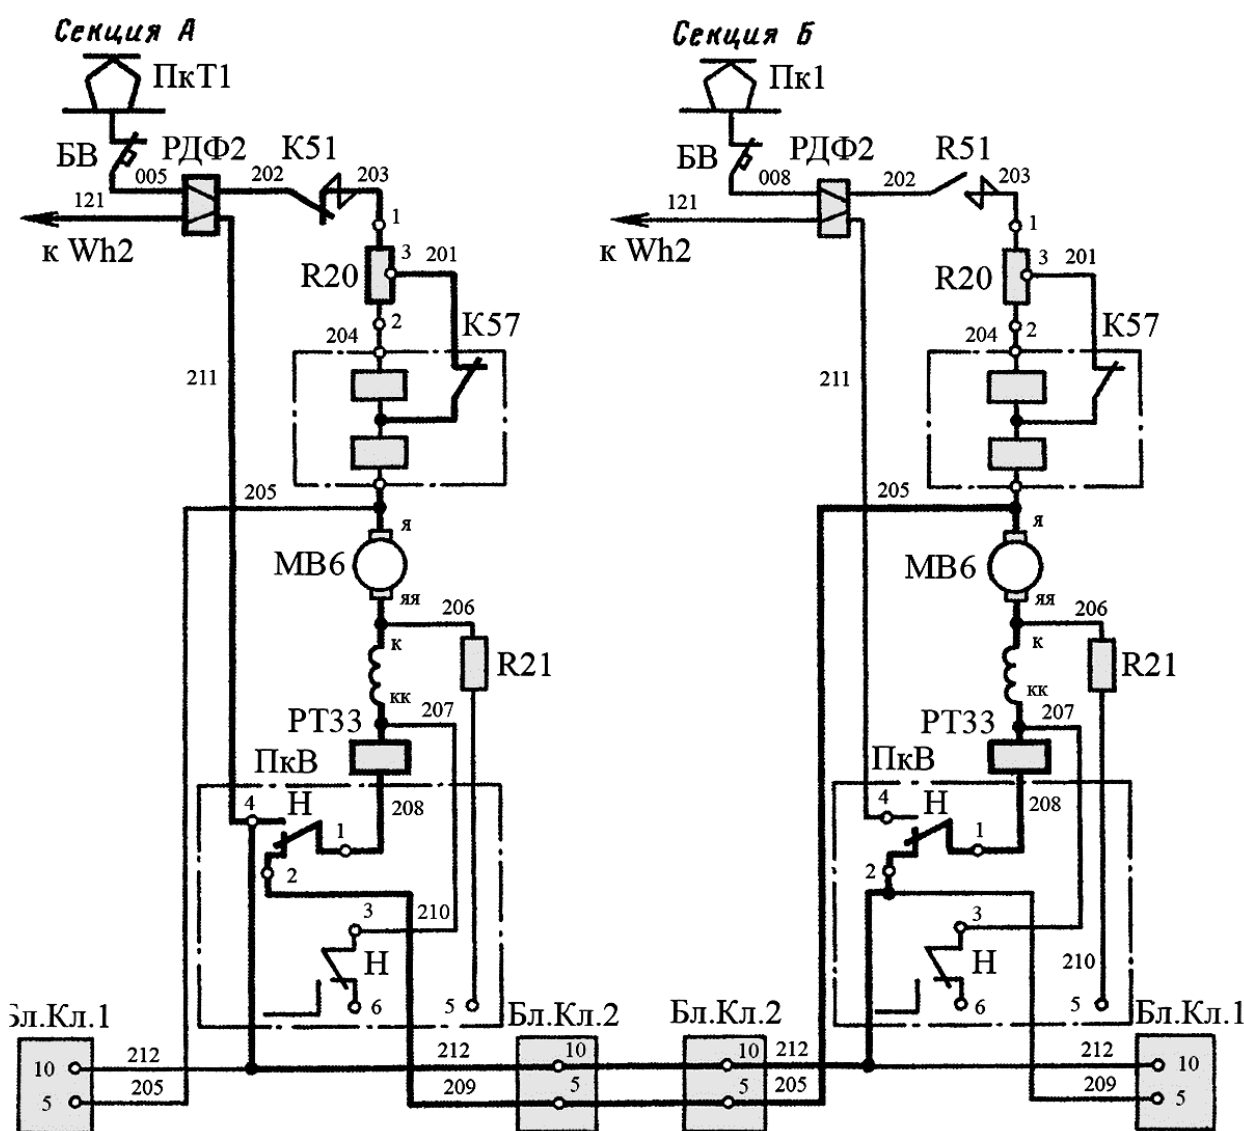 Секция А
Секция Б
ПкТ1
Пк1
БВ
РДФ2
К51
БВ
РДФ2
R51
005
202
203
008
202
203
121
121
к Wh2
к Wh2
1
1
R20
3
201
R20
3
201
2
К57
2
К57
204
204
211
211
205
205
я
я
МВ6
МВ6
яя
яя
206
206
к
к
R21
R21
кк
кк
207
207
РТ33
РТ33
ПкВ
ПкВ
4
Н
208
4
Н
208
1
1
2
2
3
210
3
Н
Н
210
6
5
6
5
Бл.Кл.1
Бл.Кл.2
Бл.Кл.2
Бл.Кл.1
10
212
212
10
10
212
212
10
5
205
209
5
5
205
209
5